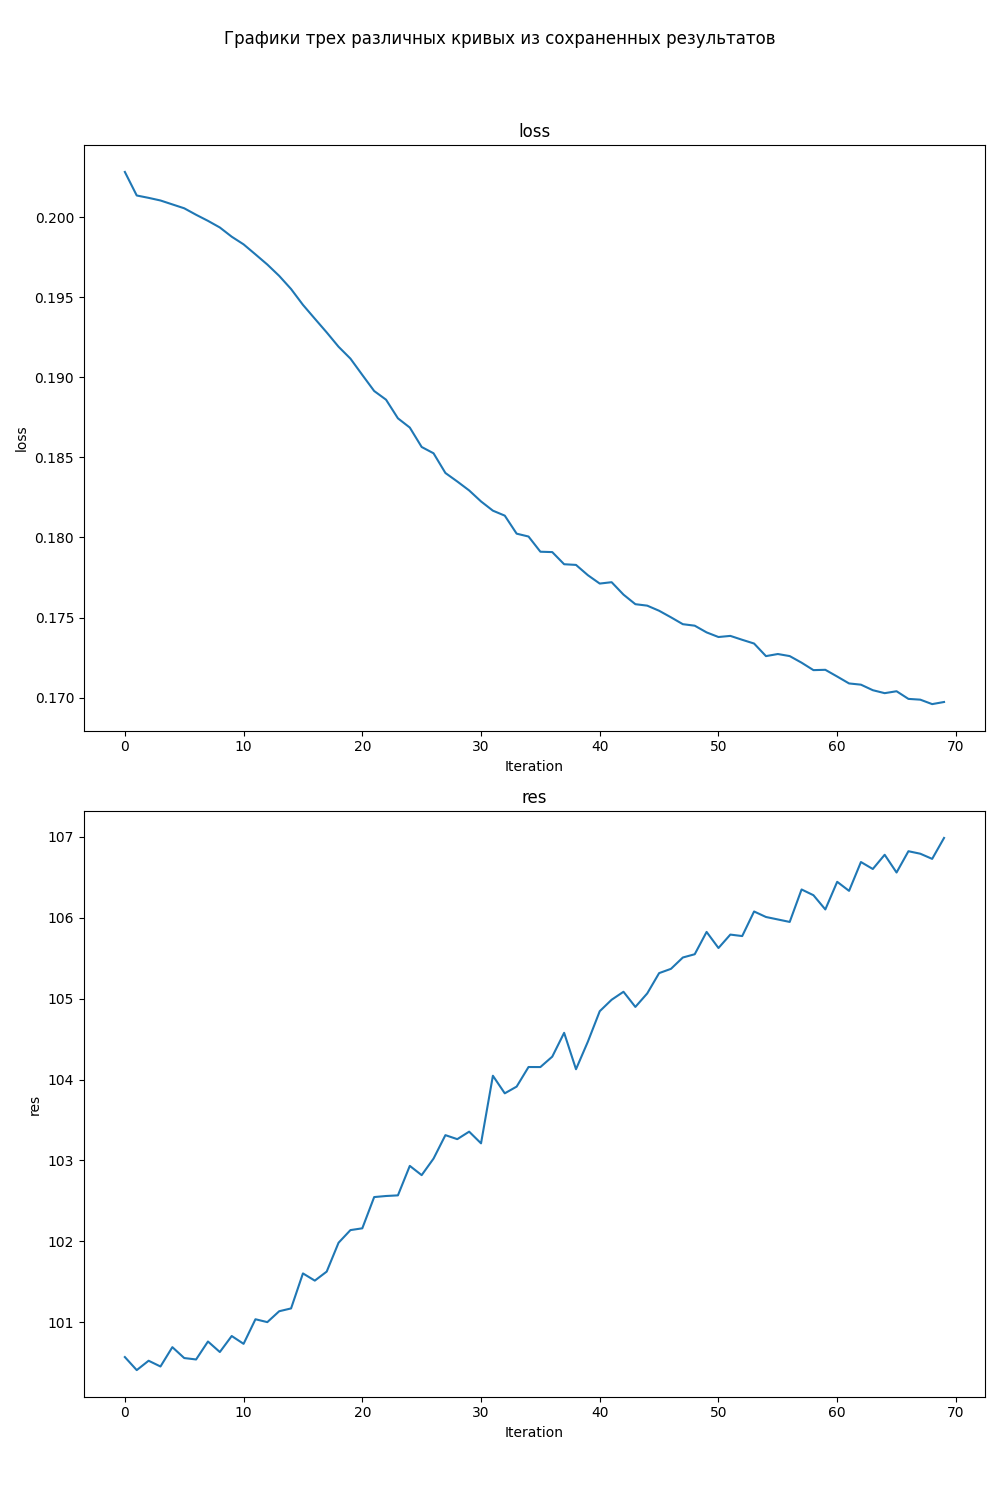 Графики трех различных кривых из сохраненных результатов
loss
0.200
0.195
0.190
0.185
0.180
0.175
0.170
loss
0 10 20 30 40 50 60 70
Iteration
res
107
106
105
104
103
102
101
res
0 10 20 30 40 50 60 70
Iteration